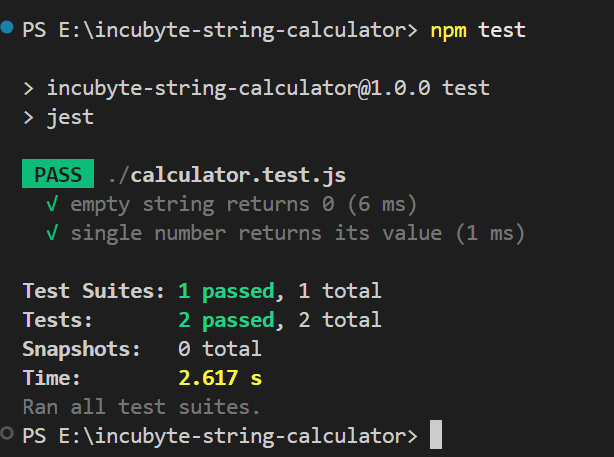 PS E:\incubyte-string-calculator> npm test
> incubyte-string-calculator@1.0.0 test
> jest
PASS ./calculator.test.js
√ empty string returns 0 (6 ms)
√ single number returns its value (1 ms)
Test Suites: 1 passed, 1 total
Tests: 2 passed, 2 total
Snapshots: 0 total
Time: 2.617 s
Ran all test suites.
PS E:\incubyte-string-calculator>